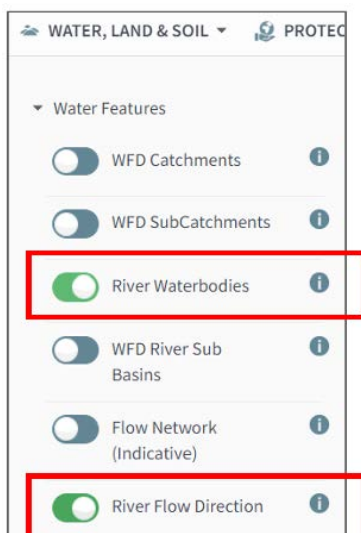 WATER, LAND & SOIL PROTEC
Water Features
WFD Catchments
WFD SubCatchments
River Waterbodies
WFD River Sub
Basins
Flow Network
(Indicative)
River Flow Direction